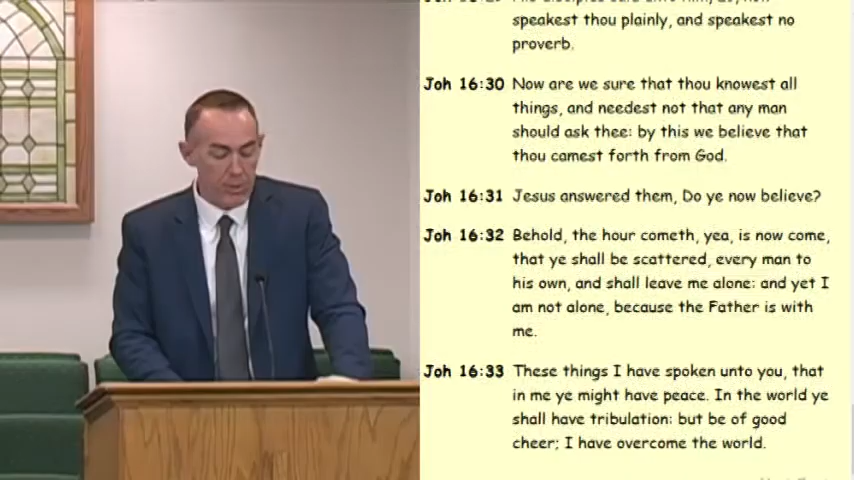 speakest thou plainly, and speakest no
proverb.
Joh 16:30 Now are we sure that thou knowest all
things, and needest not that any man
should ask thee: by this we believe that
thou camest forth from God.
Joh 16:31 Jesus answered them, Do ye now believe?
Joh 16:32 Behold, the hour cometh, yea, is now come,
that ye shall be scattered, every man to
his own, and shall leave me alone: and yet I
am not alone, because the Father is with
me.
Joh 16:33 These things I have spoken unto you, that
in me ye might have peace. In the world ye
shall have tribulation: but be of good
cheer; I have overcome the world.